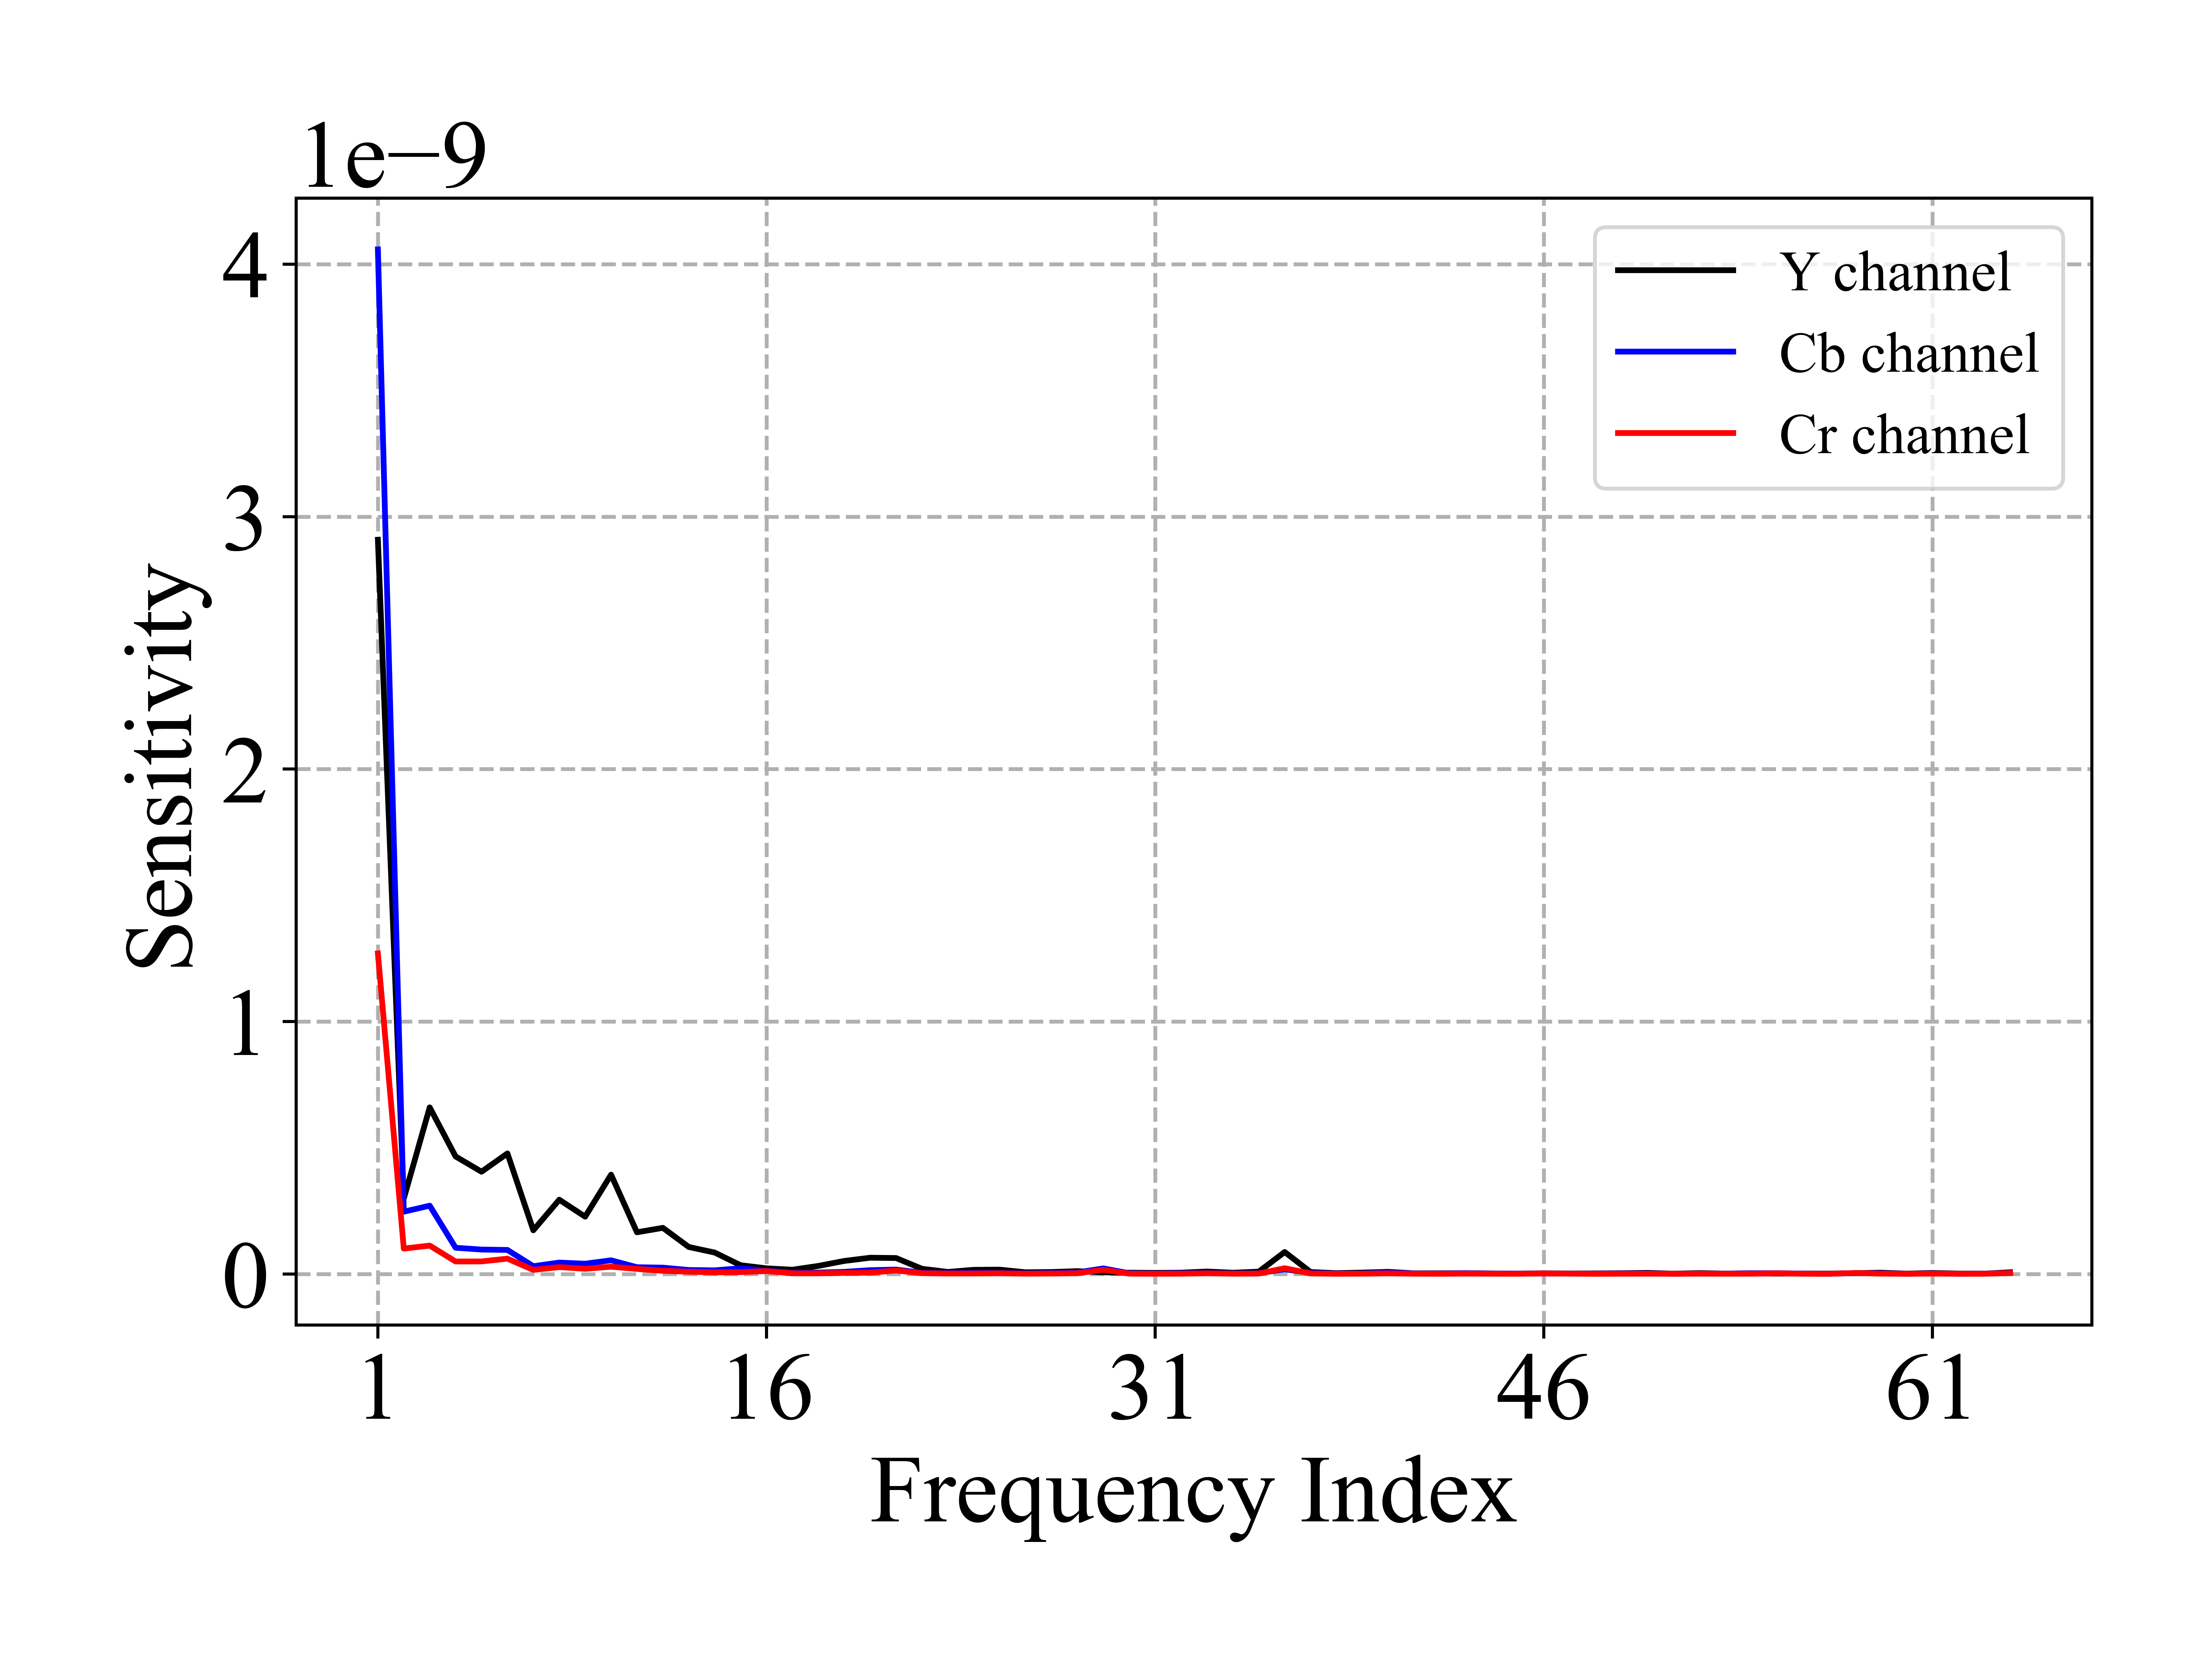 1e−9
4
3
2
1
0
Sensitivity
1
16
31
46
61
Frequency Index
Y channel
Cb channel
Cr channel